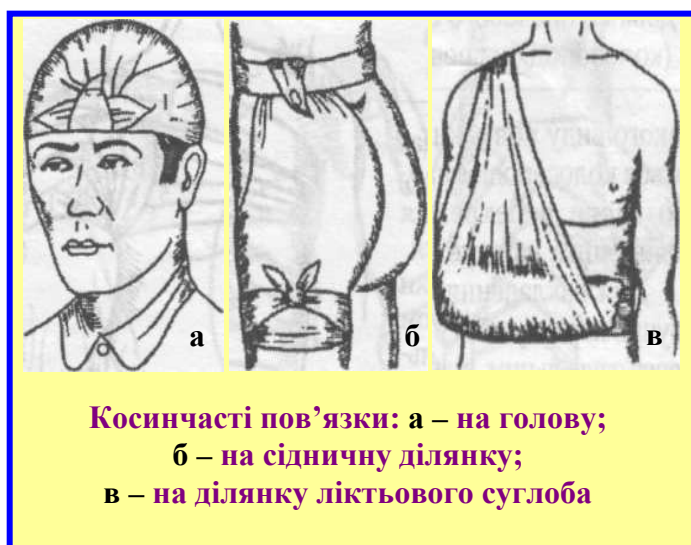 а
б
в
Косинчасті пов’язки: а – на голову;
б – на сідничну ділянку;
в – на ділянку ліктьового суглоба